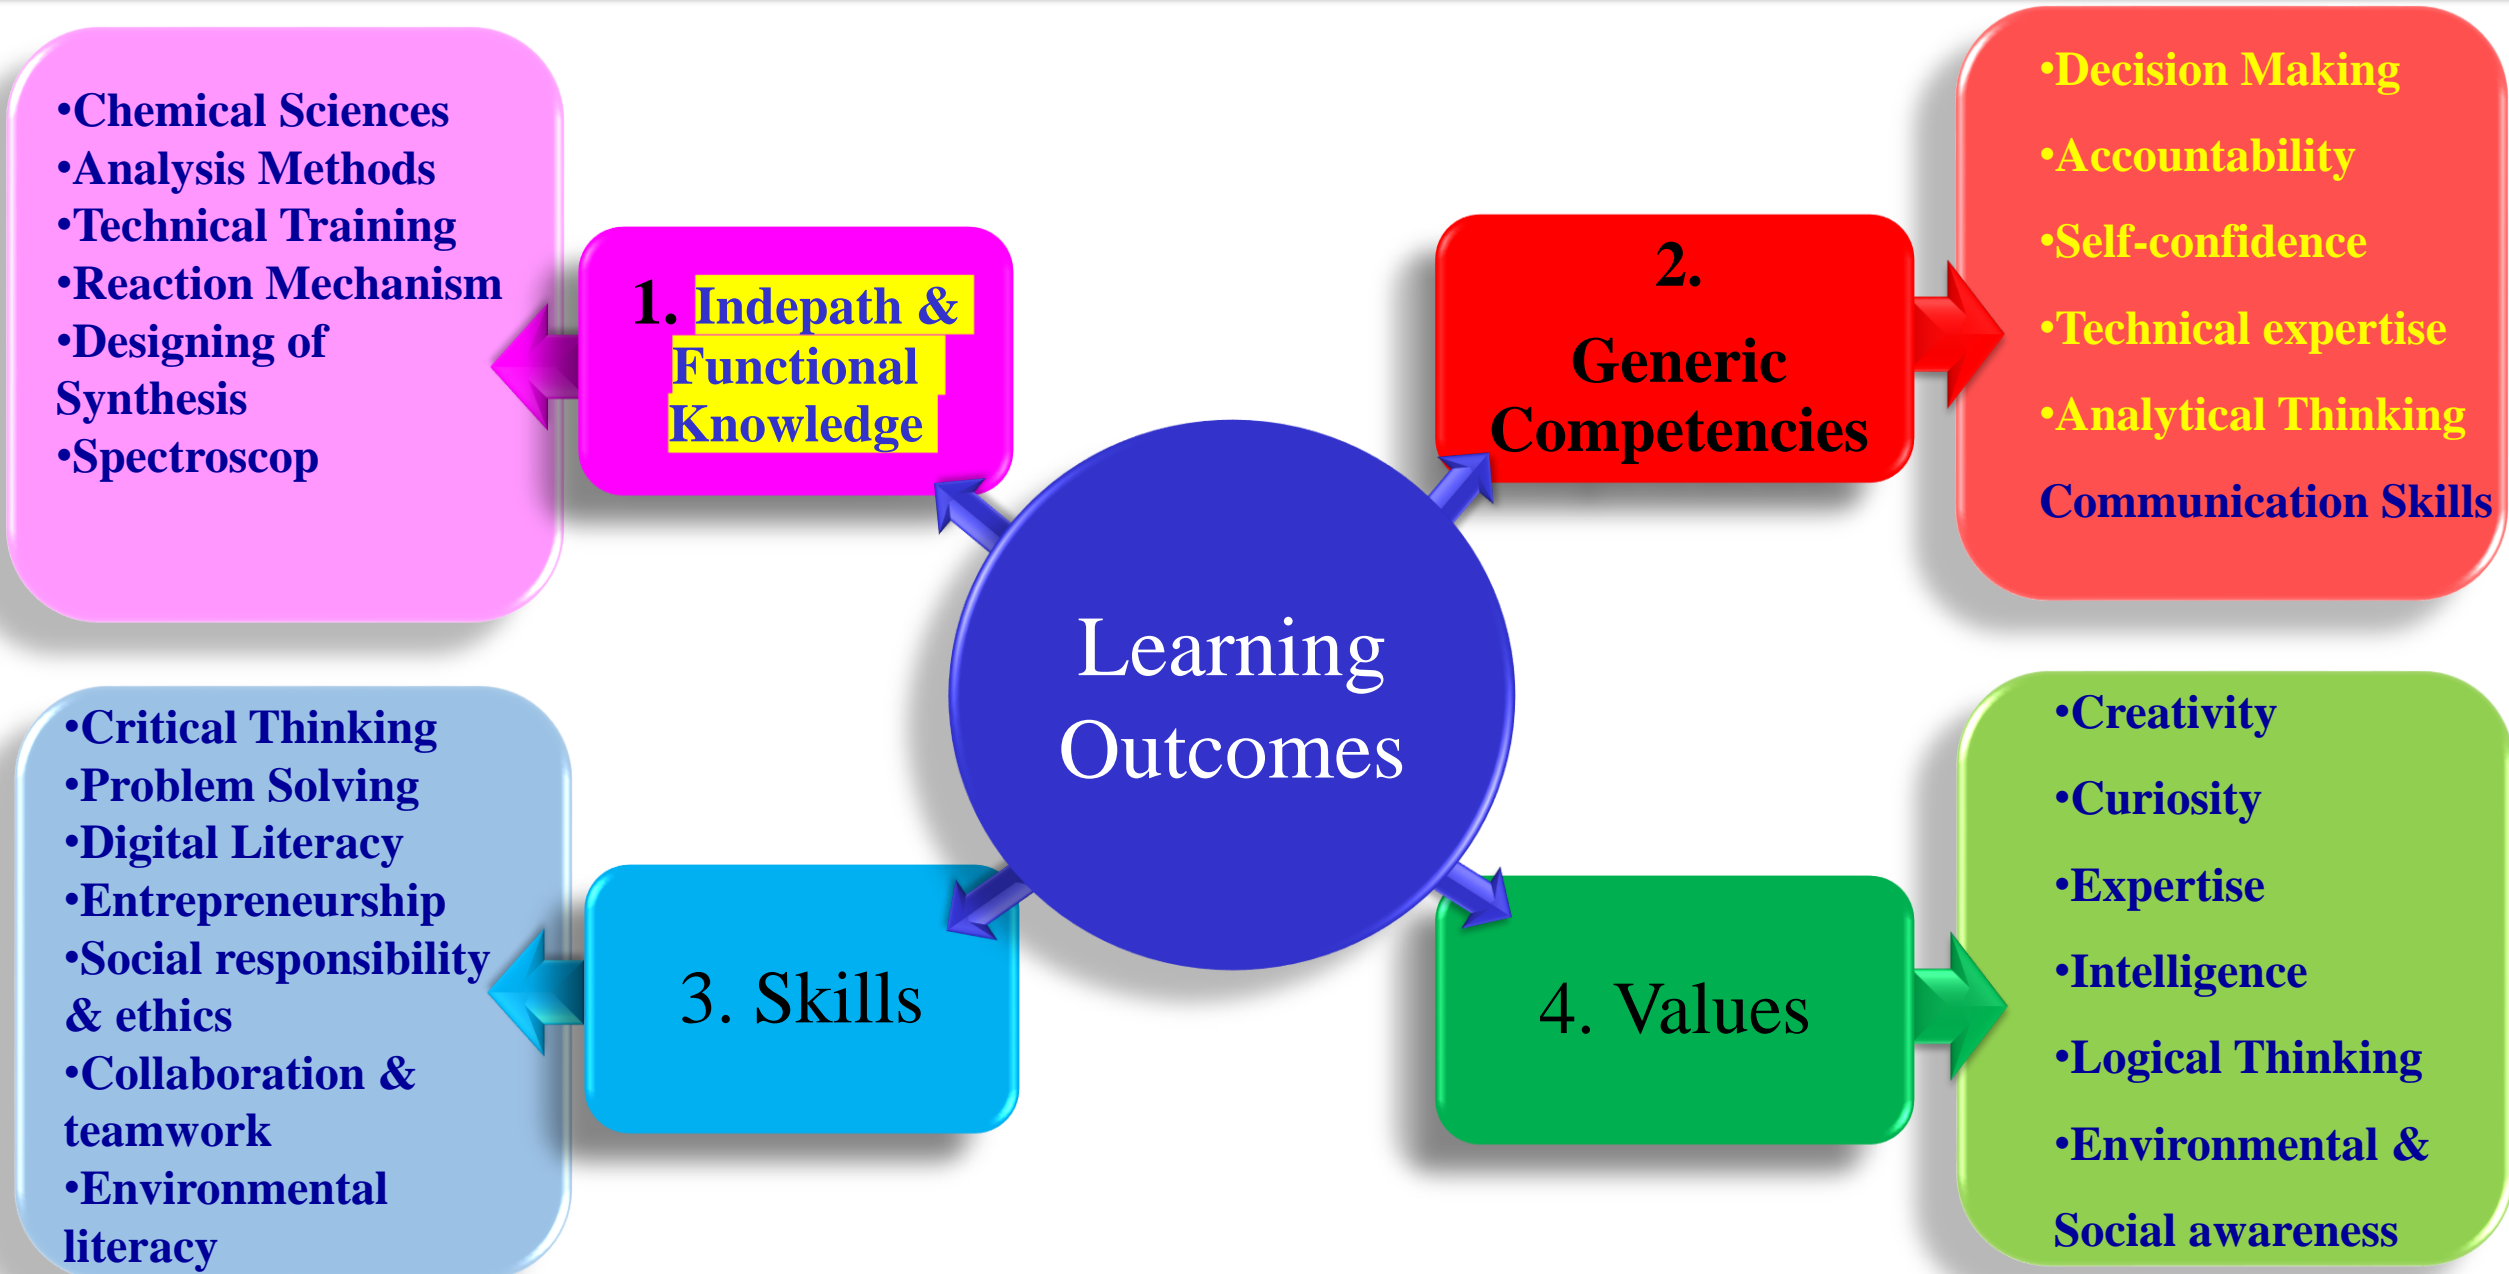 •Chemical Sciences
•Analysis Methods
•Technical Training
•Reaction Mechanism
•Designing of
Synthesis
•Spectroscop
1. Indepath &
Functional
Knowledge
2.
Generic
Competencies
•Decision Making
•Accountability
•Self-confidence
•Technical expertise
•Analytical Thinking
Communication Skills
Learning
Outcomes
•Critical Thinking
•Problem Solving
•Digital Literacy
•Entrepreneurship
•Social responsibility
& ethics
•Collaboration &
teamwork
•Environmental
literacy
3. Skills
4. Values
•Creativity
•Curiosity
•Expertise
•Intelligence
•Logical Thinking
•Environmental &
Social awareness